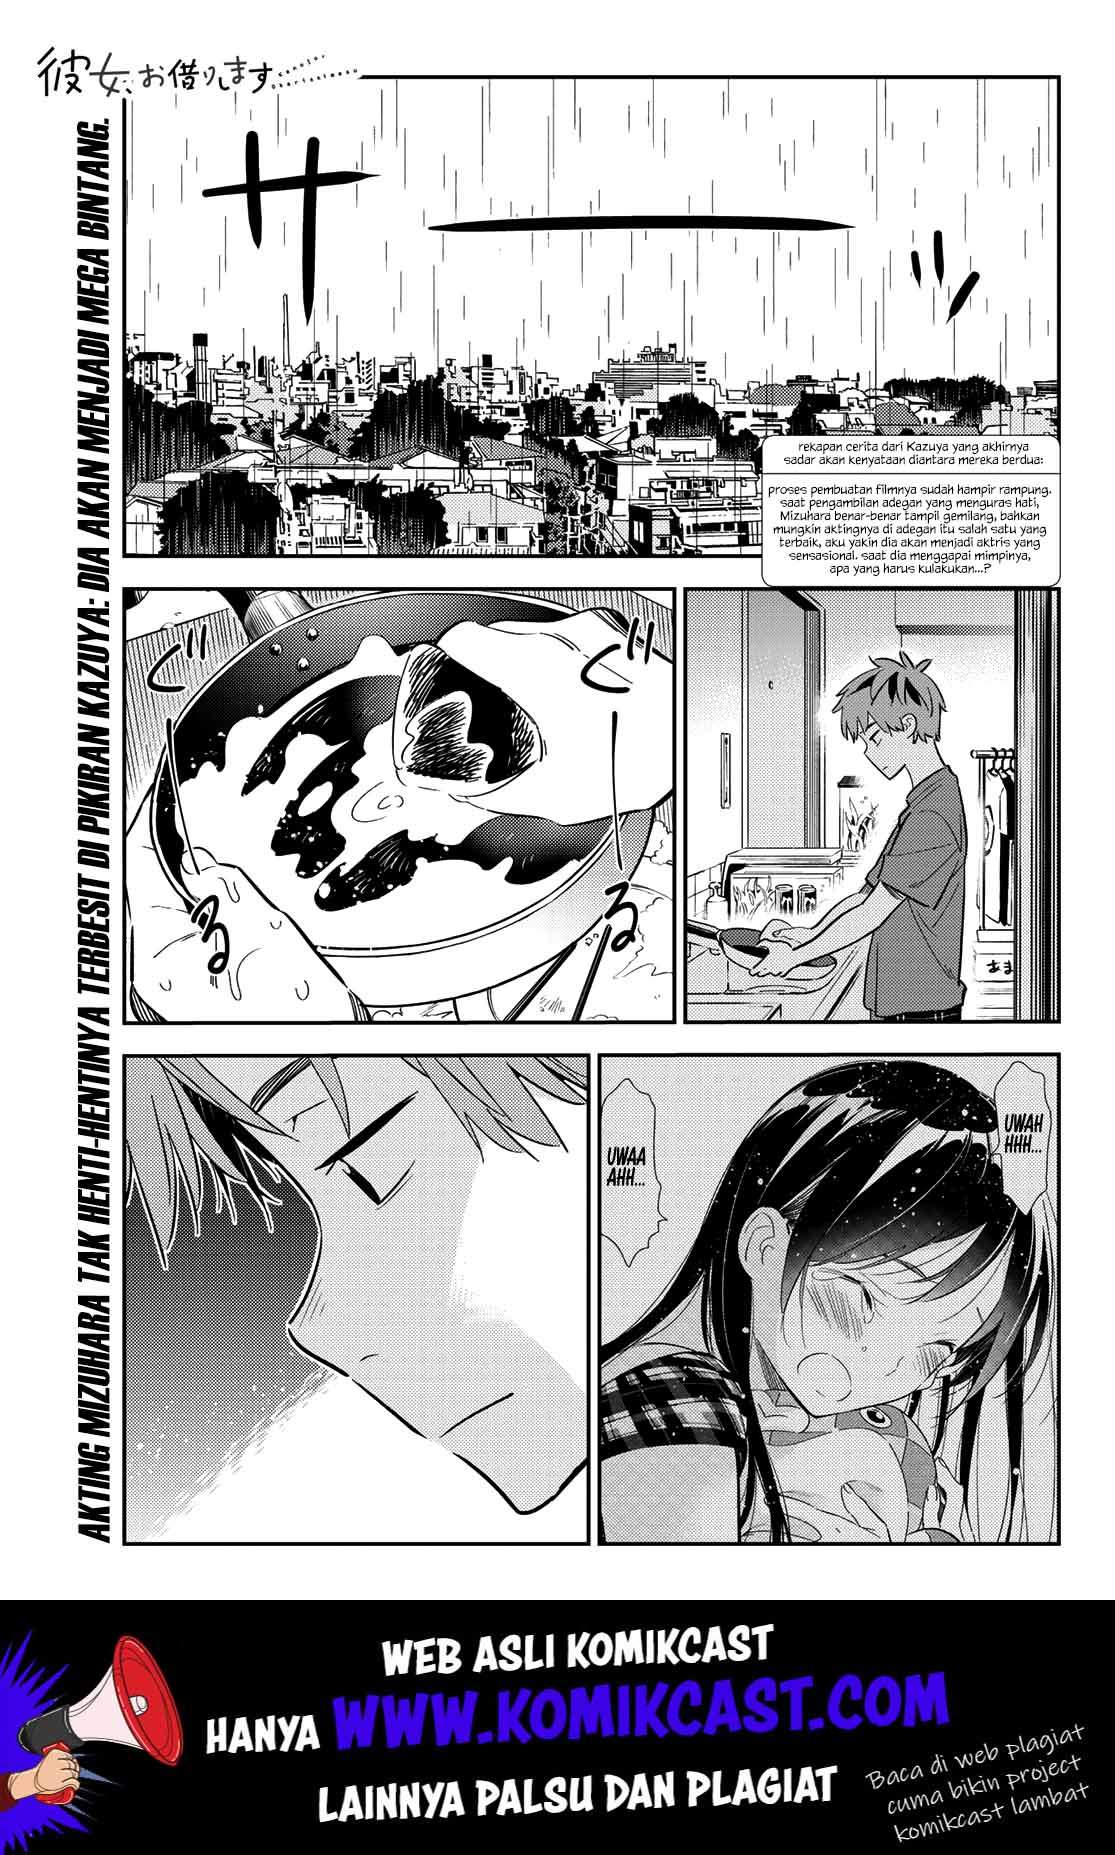 彼女、お借りします
AKTING MIZUHARA TAK HENTI-HENTINYA TERBESIT DI PIKIRAN KAZUYA: DIA AKAN MENJADI MEGA BINTANG.
サーッ
rekapan cerita dari Kazuya yang akhirnya
sadar akan kenyataan diantara mereka berdua:
proses pembuatan filmnya sudah hampir rampung.
saat pengambilan adegan yang menguras hati,
Mizuhara benar-benar tampil gemilang, bahkan
mungkin aktingnya di adegan itu salah satu yang
terbaik, aku yakin dia akan menjadi aktris yang
sensasional. saat dia menggapai mimpinya,
apa yang harus kulakukan...?
あま
ぐる
ぐる
UWAH
HHH...
UWAA
AHH...
WEB ASLI KOMIKCAST
HANYA WWW.KOMIKCAST.COM
LAINNYA PALSU DAN PLAGIAT
Baca di web plagiat
cuma bikin project
komikcast lambat